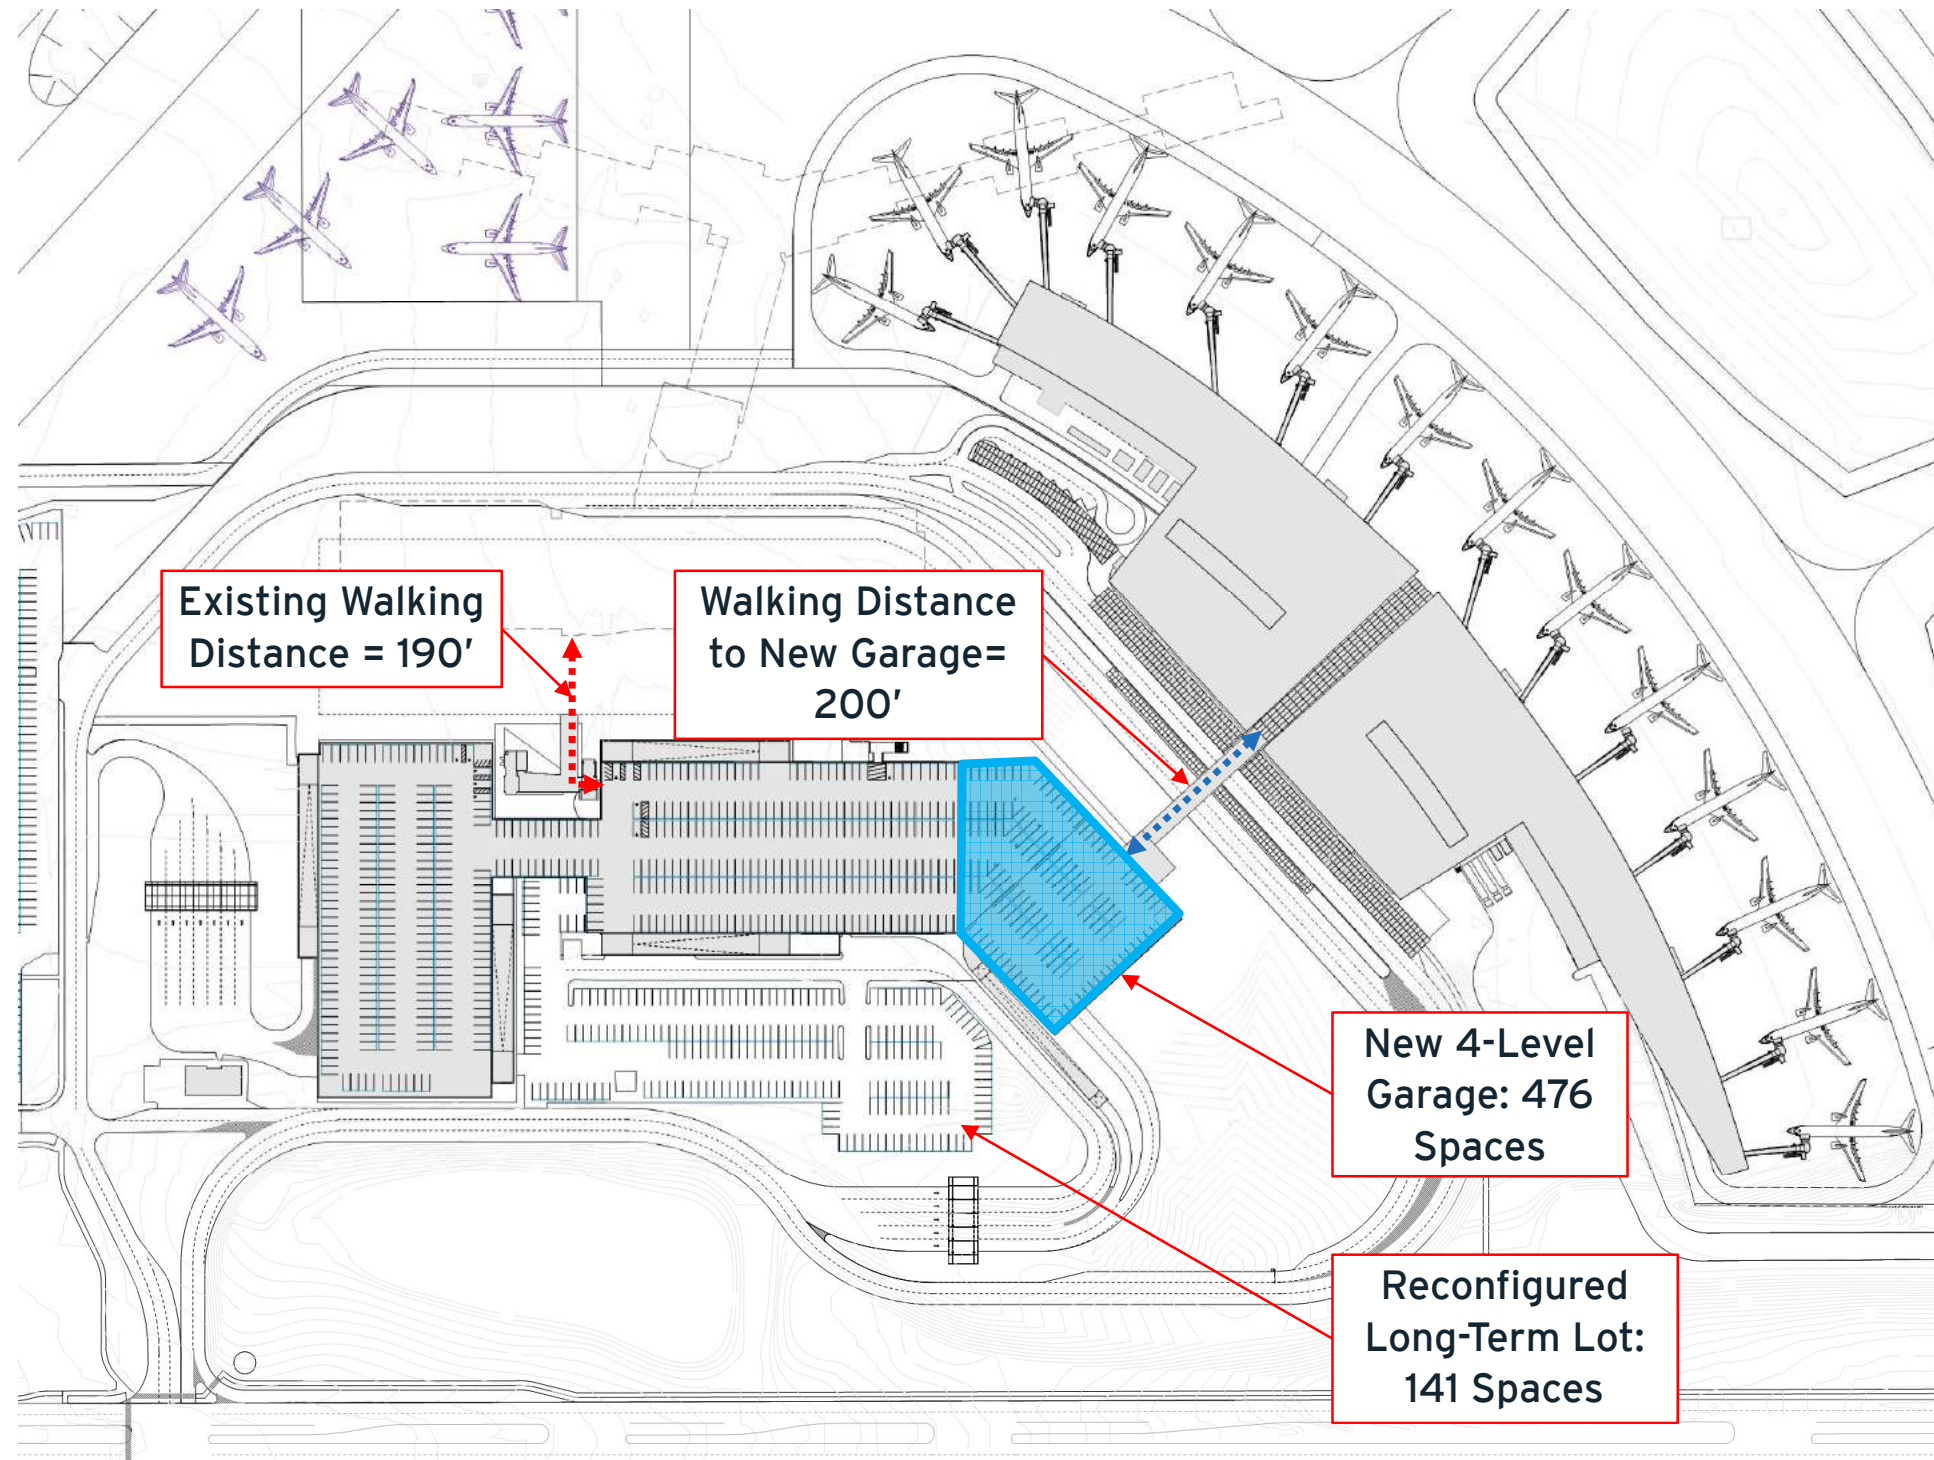 Existing Walking
Distance = 190'
Walking Distance
to New Garage=
200'
New 4-Level
Garage: 476
Spaces
Reconfigured
Long-Term Lot:
141 Spaces